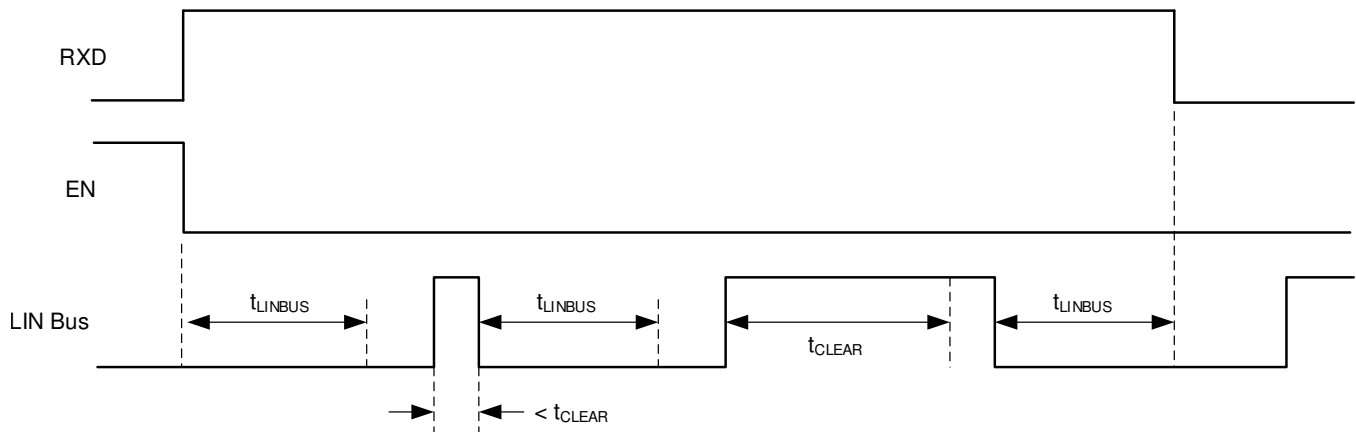 RXD
EN
LIN Bus
tLINBUS
tLINBUS
tCLEAR
tLINBUS
< tCLEAR